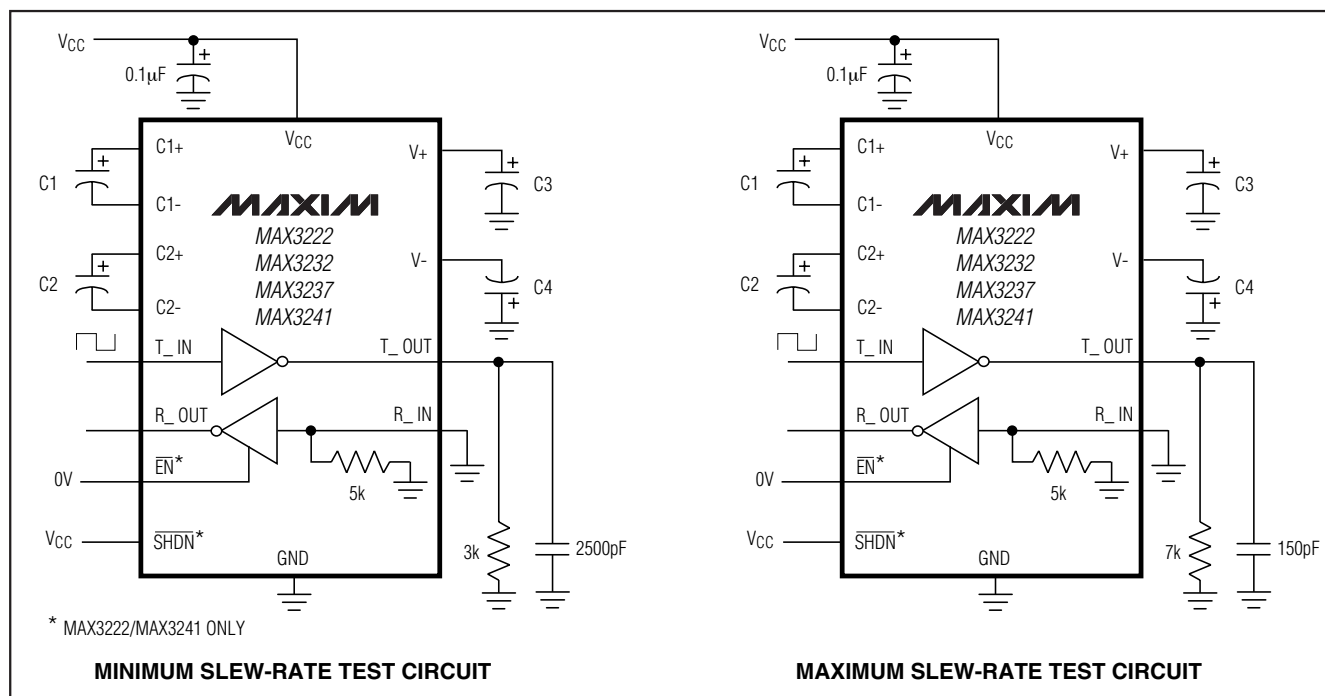 VCC
0.1µF
+
VCC
C1+
+
C1
C1-
V+
+
C3
MAXIM
MAX3222
MAX3232
MAX3237
MAX3241
C2+
+
C2
C2-
V-
C4
+
T_ IN
T_ OUT
R_ OUT
R_ IN
EN*
0V
5k
VCC
SHDN*
GND
3k
2500pF
* MAX3222/MAX3241 ONLY
MINIMUM SLEW-RATE TEST CIRCUIT
VCC
0.1µF
+
VCC
C1+
+
C1
C1-
V+
+
C3
MAXIM
MAX3222
MAX3232
MAX3237
MAX3241
C2+
+
C2
C2-
V-
C4
+
T_ IN
T_ OUT
R_ OUT
R_ IN
EN*
0V
5k
VCC
SHDN*
GND
7k
150pF
MAXIMUM SLEW-RATE TEST CIRCUIT